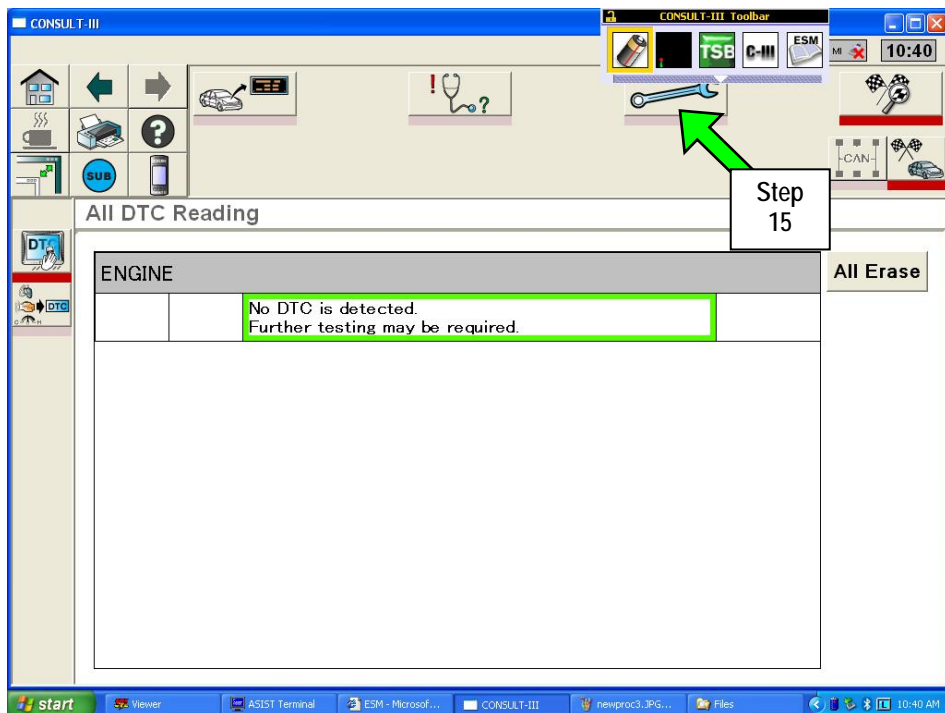 CONSULT-III
CONSULT-III Toolbar
TSB
C-III
ESM
MI
10:40
!
?
?
SUB
-CAN-
Step
15
All DTC Reading
DTC
DTC
C H
ENGINE
All Erase
No DTC is detected.
Further testing may be required.
start
Viewer
ASIST Terminal
ESM - Microsof...
CONSULT-III
newproc3.JPG...
Files
L
10:40 AM